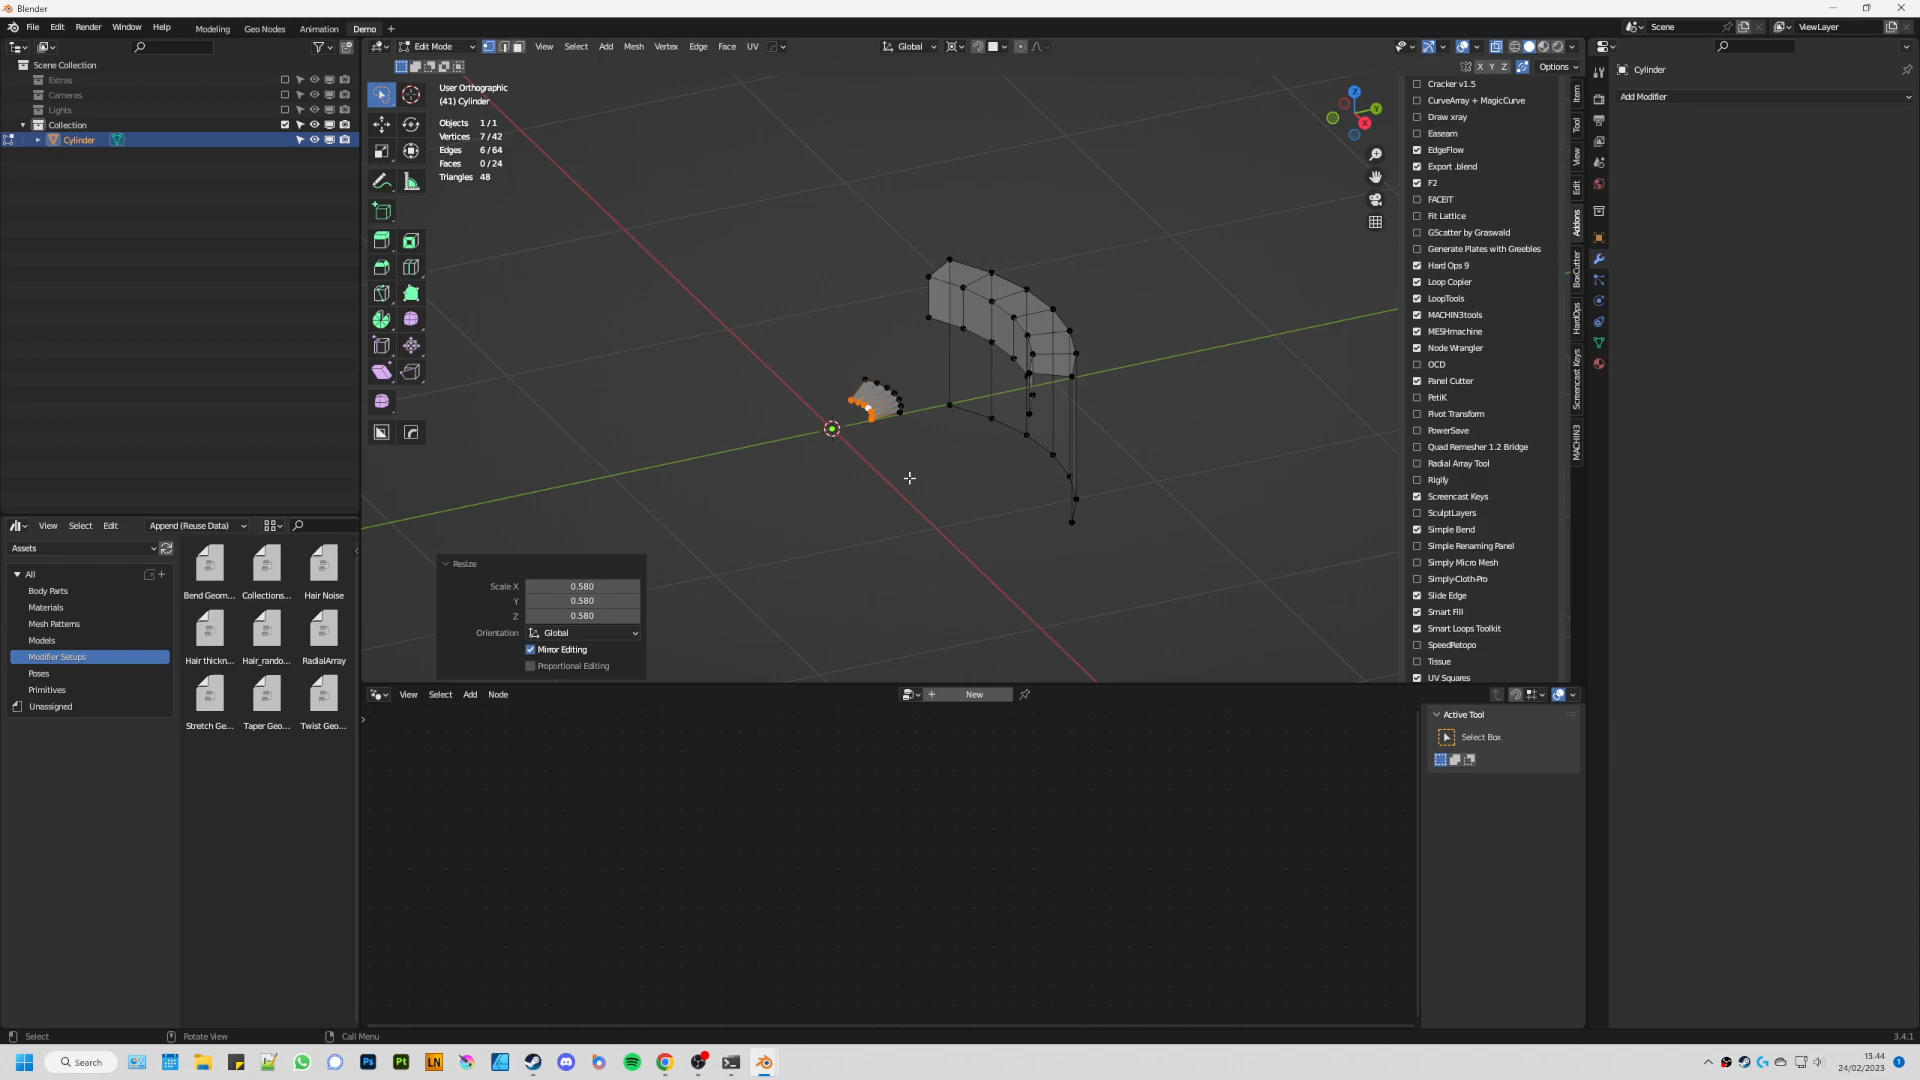 Blender
File Edit Render Window Help
Modeling Geo Nodes Animation Demo +
Scene
ViewLayer
Scene Collection
Extras
Cameras
Lights
Collection
Cylinder
Edit Mode View Select Add Mesh Vertex Edge Face UV
Global
X Y Z Options
User Orthographic
(41) Cylinder
Objects 1/1
Vertices 7/42
Edges 6/64
Faces 0/24
Triangles 48
Z
Y
X
Cracker v1.5
CurveArray + MagicCurve
Draw xray
Easeam
EdgeFlow
Export .blend
F2
FACEIT
Fit Lattice
GScatter by Graswald
Generate Plates with Greebles
Hard Ops 9
Loop Copier
LoopTools
MACHIN3tools
MESHmachine
Node Wrangler
OCD
Panel Cutter
PetiK
Pivot Transform
PowerSave
Quad Remesher 1.2 Bridge
Radial Array Tool
Rigify
Screencast Keys
SculptLayers
Simple Bend
Simple Renaming Panel
Simply Micro Mesh
Simply-Cloth-Pro
Slide Edge
Smart Fill
Smart Loops Toolkit
SpeedRetopo
Tissue
UV Squares
Item
Tool
View
Edit
Addons
BoxCutter
HardOps
Screencast Keys
MACHIN3
Cylinder
Add Modifier
Resize
Scale X 0.580
Y 0.580
Z 0.580
Orientation Global
Mirror Editing
Proportional Editing
View Select Edit Append (Reuse Data)
Assets
All
Body Parts
Materials
Mesh Patterns
Models
Modifier Setups
Poses
Primitives
Unassigned
Bend Geom... Collections... Hair Noise
Hair thickn... Hair_rando... RadialArray
Stretch Ge... Taper Geo... Twist Geo...
View Select Add Node
+ New
Active Tool
Select Box
Select Rotate View Call Menu
3.4.1
Search
Ps
Pt
LN
13.44
24/02/2023
1